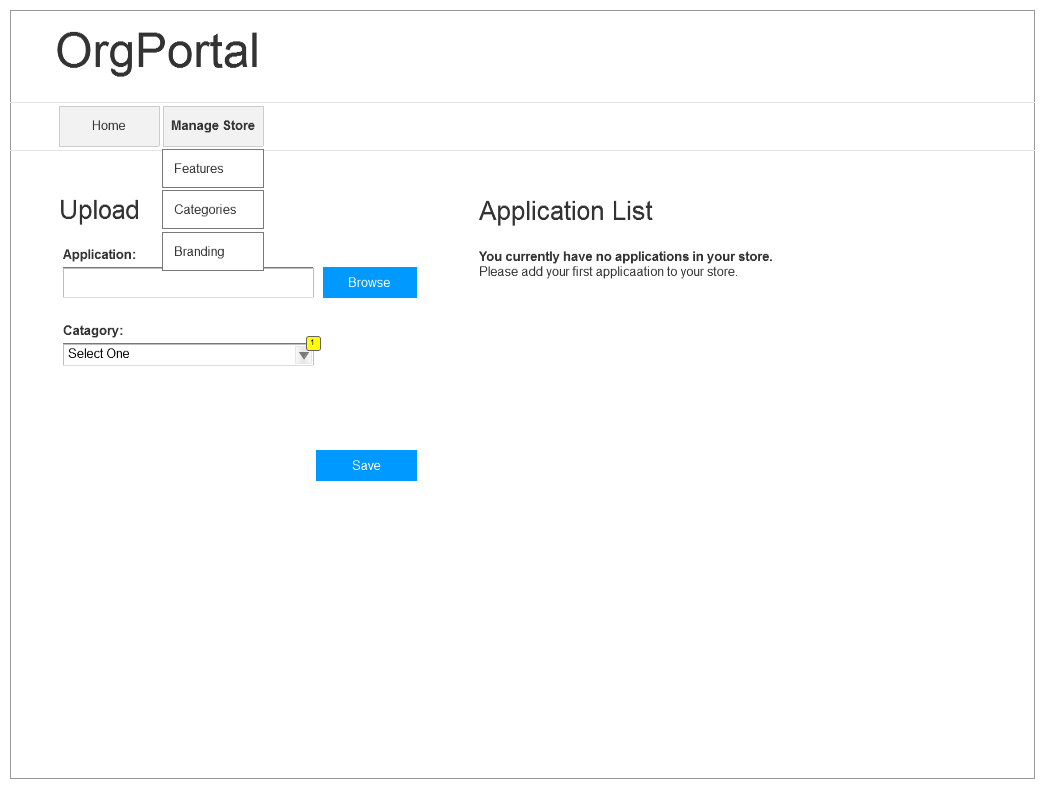 OrgPortal
Home
Manage Store
Features
Categories
Branding
Upload
Application:
Browse
Catagory:
1
Select One
Save
Application List
You currently have no applications in your store.
Please add your first applicaation to your store.